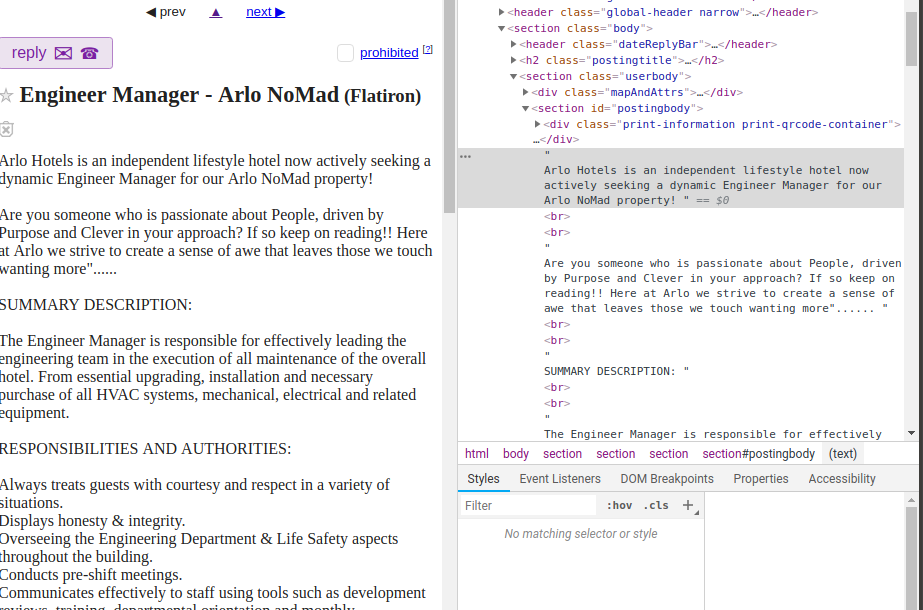 ◀ prev ▲ next ▶
reply
prohibited [?]
Engineer Manager - Arlo NoMad (Flatiron)
Arlo Hotels is an independent lifestyle hotel now actively seeking a
dynamic Engineer Manager for our Arlo NoMad property!
Are you someone who is passionate about People, driven by
Purpose and Clever in your approach? If so keep on reading!! Here
at Arlo we strive to create a sense of awe that leaves those we touch
wanting more"......
SUMMARY DESCRIPTION:
The Engineer Manager is responsible for effectively leading the
engineering team in the execution of all maintenance of the overall
hotel. From essential upgrading, installation and necessary
purchase of all HVAC systems, mechanical, electrical and related
equipment.
RESPONSIBILITIES AND AUTHORITIES:
Always treats guests with courtesy and respect in a variety of
situations.
Displays honesty & integrity.
Overseeing the Engineering Department & Life Safety aspects
throughout the building.
Conducts pre-shift meetings.
Communicates effectively to staff using tools such as development
reviews, training, departmental orientation and monthly
▶<header class="global-header narrow">…</header>
▼<section class="body">
▶<header class="dateReplyBar">…</header>
▶<h2 class="postingtitle">…</h2>
▼<section class="userbody">
▶<div class="mapAndAttrs">…</div>
▼<section id="postingbody">
▶<div class="print-information print-qrcode-container">
…</div>
"
Arlo Hotels is an independent lifestyle hotel now
actively seeking a dynamic Engineer Manager for our
Arlo NoMad property! " == $0
<br>
<br>
"
Are you someone who is passionate about People, driven
by Purpose and Clever in your approach? If so keep on
reading!! Here at Arlo we strive to create a sense of
awe that leaves those we touch wanting more"...... "
<br>
<br>
"
SUMMARY DESCRIPTION: "
<br>
<br>
"
The Engineer Manager is responsible for effectively
html body section section section section#postingbody (text)
Styles Event Listeners DOM Breakpoints Properties Accessibility
Filter :hov .cls +
No matching selector or style